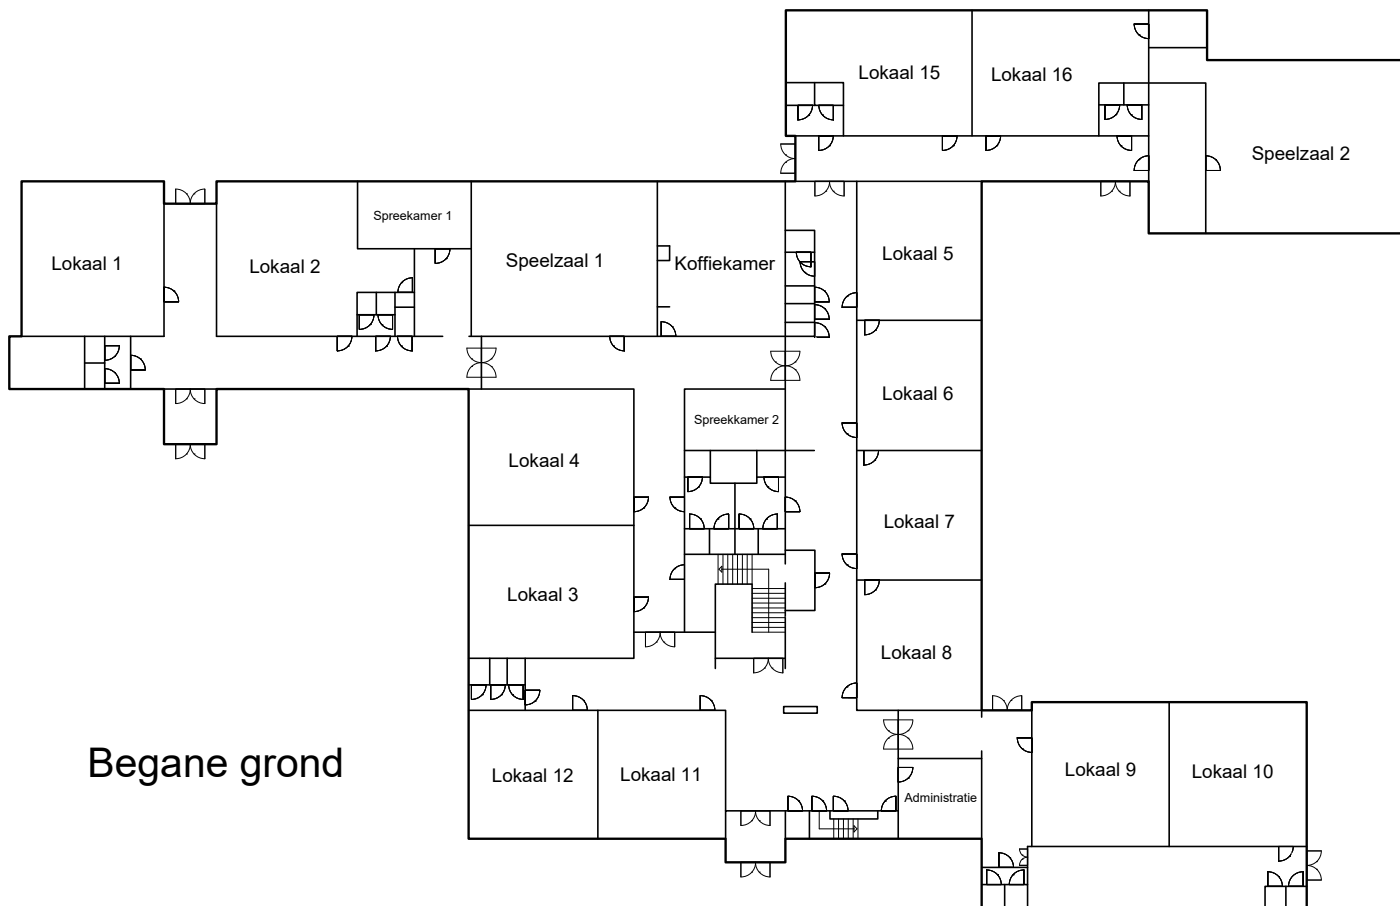 Lokaal 15
Lokaal 16
Speelzaal 2
Spreekamer 1
Lokaal 1
Lokaal 2
Speelzaal 1
Koffiekamer
Lokaal 5
Lokaal 6
Spreekkamer 2
Lokaal 4
Lokaal 7
Lokaal 3
Lokaal 8
Begane grond
Lokaal 12
Lokaal 11
Administratie
Lokaal 9
Lokaal 10